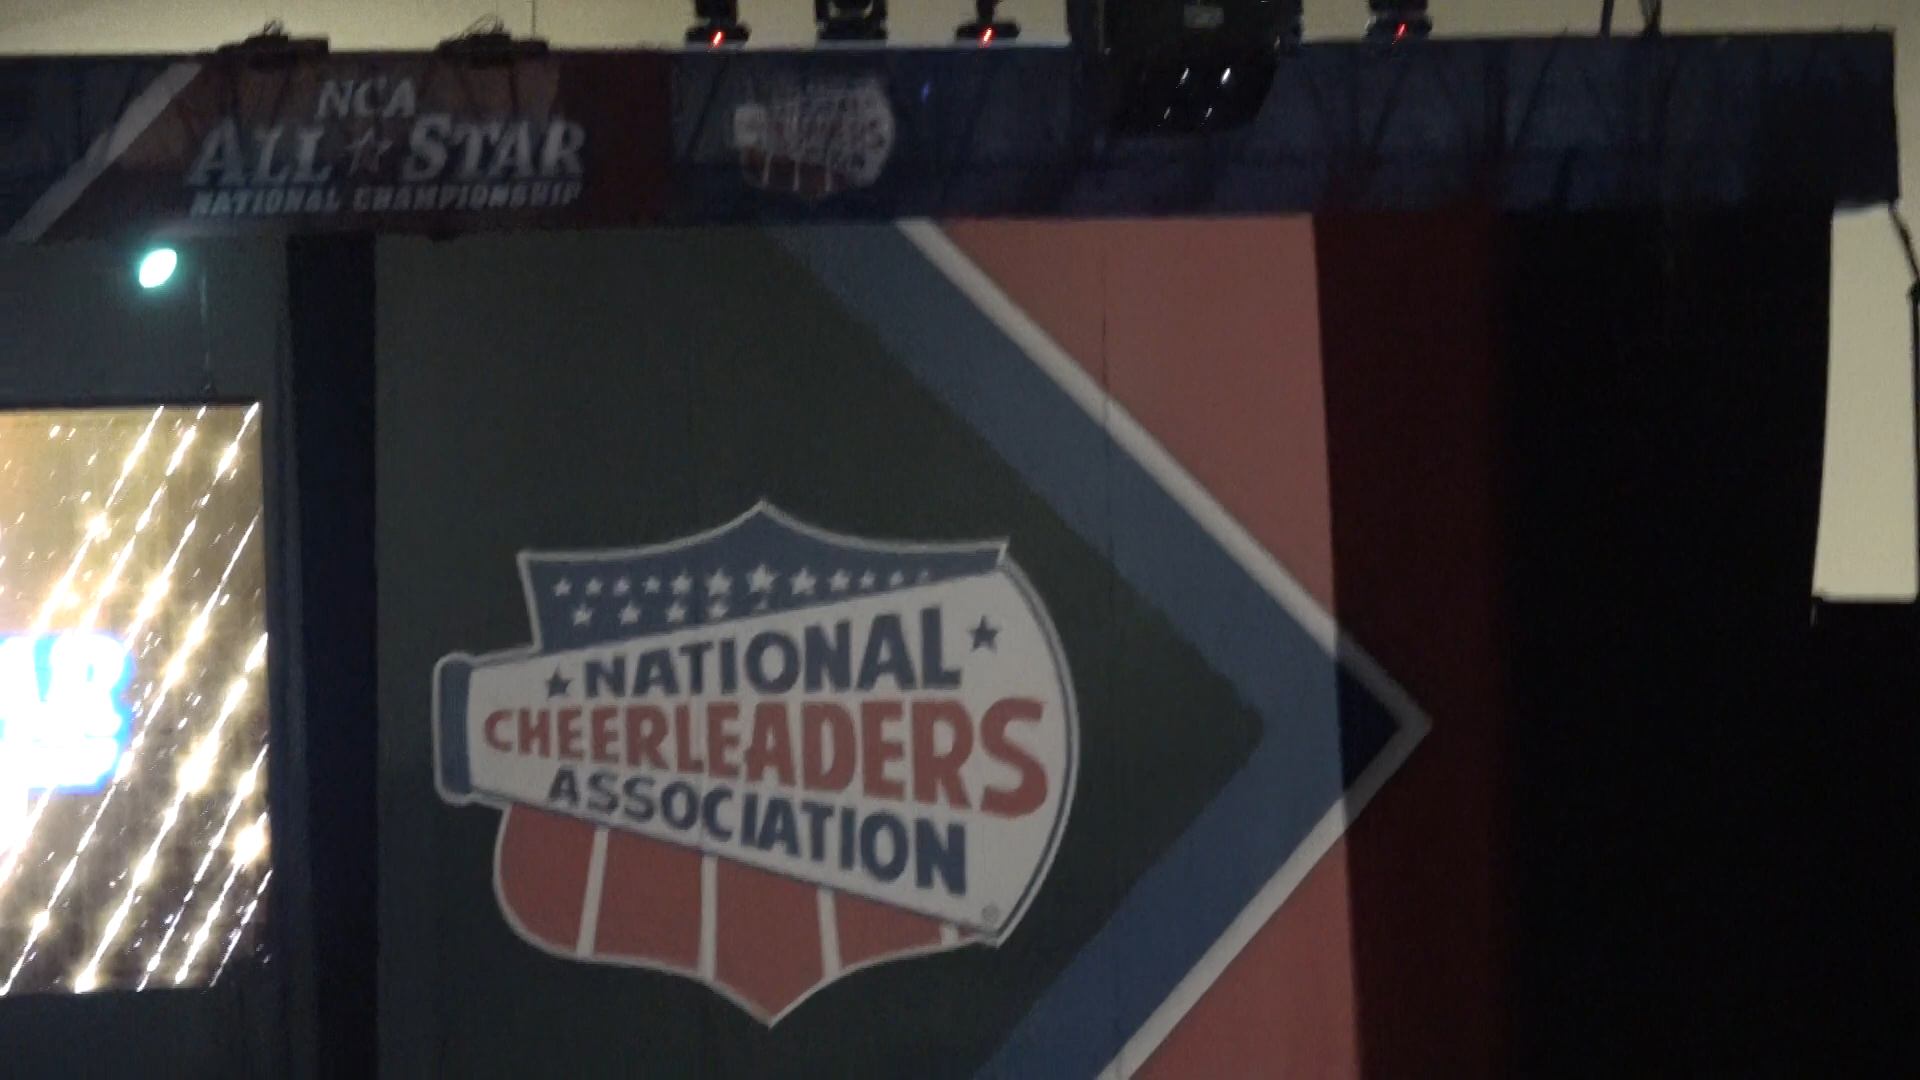 NCA
ALL STAR
NATIONAL CHAMPIONSHIP
NATIONAL
CHEERLEADERS
ASSOCIATION
®